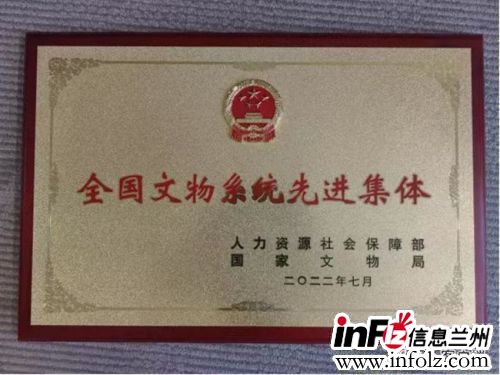 全国文物系统先进集体
人力资源社会保障部
国家文物局
二〇二二年七月
inFLZ信息兰州
www.infolz.com